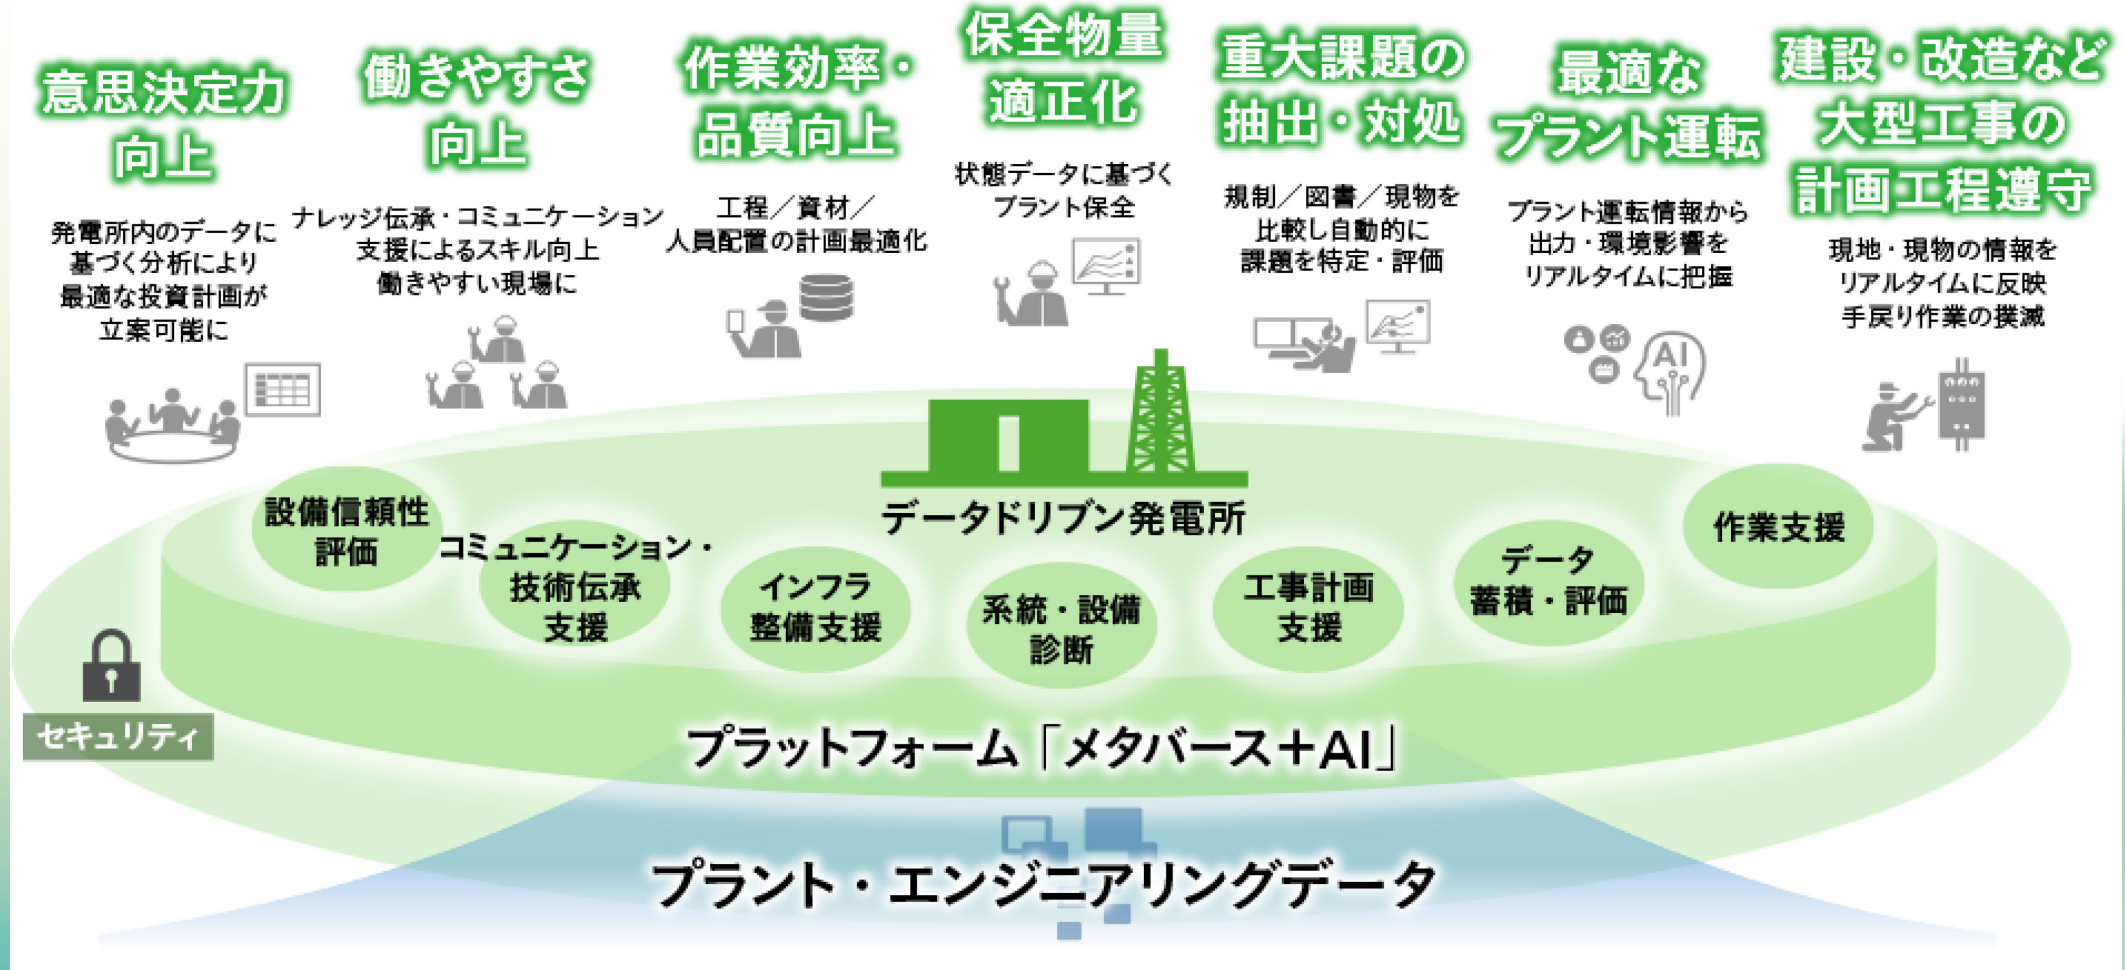 意思決定力
向上
発電所内のデータに
基づく分析により
最適な投資計画が
立案可能に
働きやすさ
向上
ナレッジ伝承・コミュニケーション
支援によるスキル向上
働きやすい現場に
作業効率・
品質向上
工程／資材／
人員配置の計画最適化
保全物量
適正化
状態データに基づく
プラント保全
重大課題の
抽出・対処
規制／図書／現物を
比較し自動的に
課題を特定・評価
最適な
プラント運転
プラント運転情報から
出力・環境影響を
リアルタイムに把握
AI
建設・改造など
大型工事の
計画工程遵守
現地・現物の情報を
リアルタイムに反映
手戻り作業の撲滅
データドリブン発電所
設備信頼性
評価
コミュニケーション・
技術伝承
支援
インフラ
整備支援
系統・設備
診断
工事計画
支援
データ
蓄積・評価
作業支援
セキュリティ
プラットフォーム「メタバース＋AI」
プラント・エンジニアリングデータ